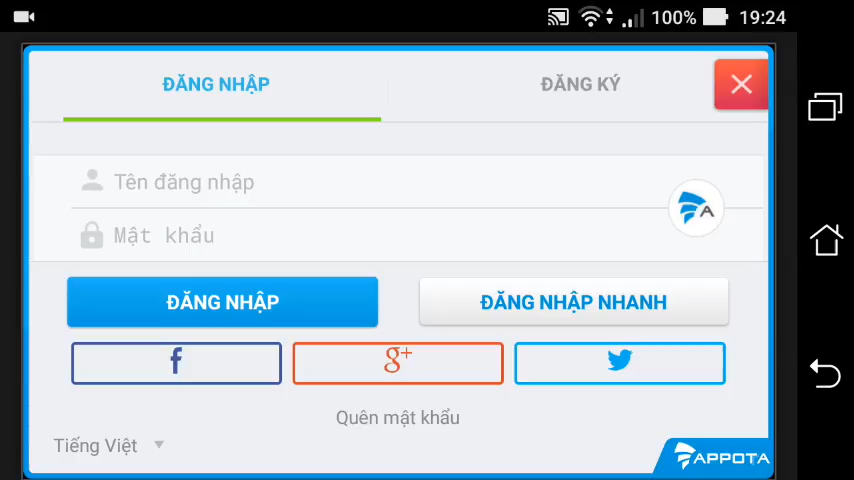 100% 19:24
ĐĂNG NHẬP ĐĂNG KÝ
Tên đăng nhập
A
Mật khẩu
ĐĂNG NHẬP ĐĂNG NHẬP NHANH
f g+
Quên mật khẩu
Tiếng Việt
APPOTA